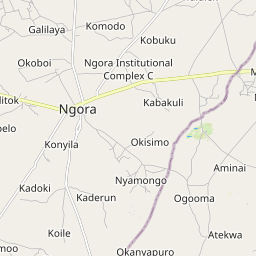 Galilaya
Komodo
Kobuku
Okoboi
Ngora Institutional
Complex C
Kabakuli
Ngora
Konyila
Okisimo
Aminai
Nyamongo
Kadoki
Kaderun
Ogooma
Koile
Atekwa
Okanyapuro